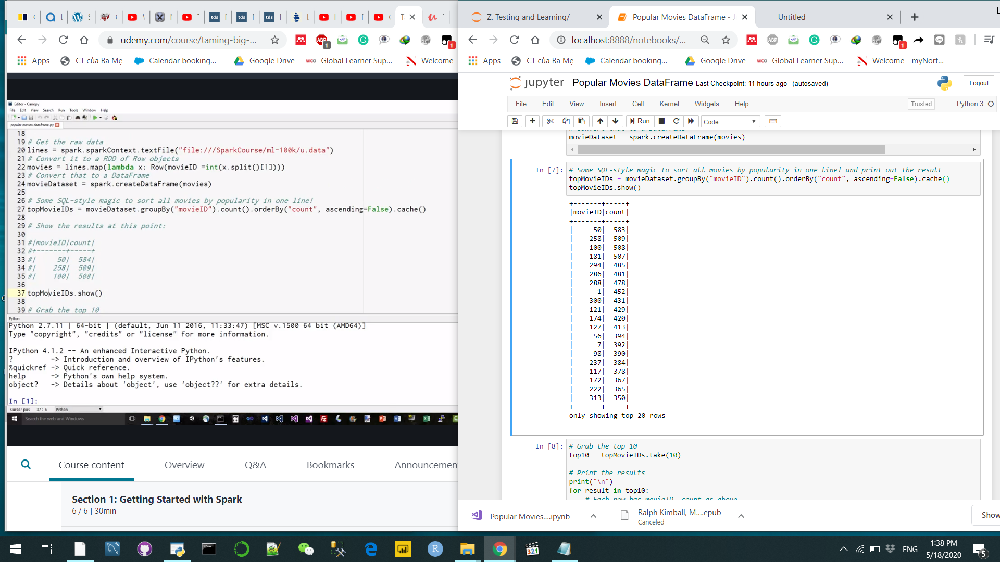 udemy.com/course/taming-big-...
Apps
CT của Ba Mẹ
Calendar booking...
Google Drive
Global Learner Sup...
Welcome -
Editor - Canopy
File Edit View Search Run Tools Window Help
popular-movies-dataframe.py
18
19 # Get the raw data
20 lines = spark.sparkContext.textFile("file:///SparkCourse/ml-100k/u.data")
21 # Convert it to a RDD of Row objects
22 movies = lines.map(lambda x: Row(movieID =int(x.split()[1])))
23 # Convert that to a DataFrame
24 movieDataset = spark.createDataFrame(movies)
25
26 # Some SQL-style magic to sort all movies by popularity in one line!
27 topMovieIDs = movieDataset.groupBy("movieID").count().orderBy("count", ascending=False).cache()
28
29 # Show the results at this point:
30
31 #|movieID|count|
32 #+-------+-----+
33 #|     50|  584|
34 #|    258|  509|
35 #|    100|  508|
36
37 topMovieIDs.show()
38
39 # Grab the top 10
Python
Python 2.7.11 | 64-bit | (default, Jun 11 2016, 11:33:47) [MSC v.1500 64 bit (AMD64)]
Type "copyright", "credits" or "license" for more information.
IPython 4.1.2 -- An enhanced Interactive Python.
?         -> Introduction and overview of IPython's features.
%quickref -> Quick reference.
help      -> Python's own help system.
object?   -> Details about 'object', use 'object??' for extra details.
In [1]:
Cursor pos 37: 6 Python
Search the web and Windows
Course content
Overview
Q&A
Bookmarks
Announcemen
Section 1: Getting Started with Spark
6 / 6 | 30min
Z. Testing and Learning/
Popular Movies DataFrame - J
Untitled
localhost:8888/notebooks/...
Apps
CT của Ba Mẹ
Calendar booking...
Google Drive
Global Learner Sup...
Welcome - myNort...
jupyter Popular Movies DataFrame Last Checkpoint: 11 hours ago (autosaved)
Logout
File Edit View Insert Cell Kernel Widgets Help
Trusted
Python 3
Run
Code
movieDataset = spark.createDataFrame(movies)
In [7]:
# Some SQL-style magic to sort all movies by popularity in one line! and print out the result
topMovieIDs = movieDataset.groupBy("movieID").count().orderBy("count", ascending=False).cache()
topMovieIDs.show()
+-------+-----+
|movieID|count|
+-------+-----+
|     50|  583|
|    258|  509|
|    100|  508|
|    181|  507|
|    294|  485|
|    286|  481|
|    288|  478|
|      1|  452|
|    300|  431|
|    121|  429|
|    174|  420|
|    127|  413|
|     56|  394|
|      7|  392|
|     98|  390|
|    237|  384|
|    117|  378|
|    172|  367|
|    222|  365|
|    313|  350|
+-------+-----+
only showing top 20 rows
In [8]:
# Grab the top 10
top10 = topMovieIDs.take(10)
# Print the results
print("\n")
for result in top10:
# Each row has movieID, count as above
Popular Movies....ipynb
Ralph Kimball, M....epub
Canceled
Show
ENG
1:38 PM
5/18/2020
5